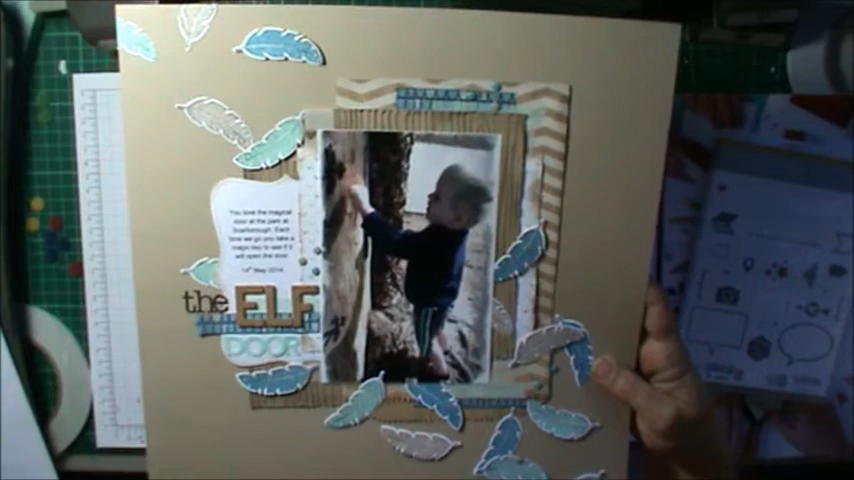 You love the magical
door at the park at
Scarborough. Each
time we go you take a
magic key to see if it
will open the door.
14th May 2014
the ELF
DOOR